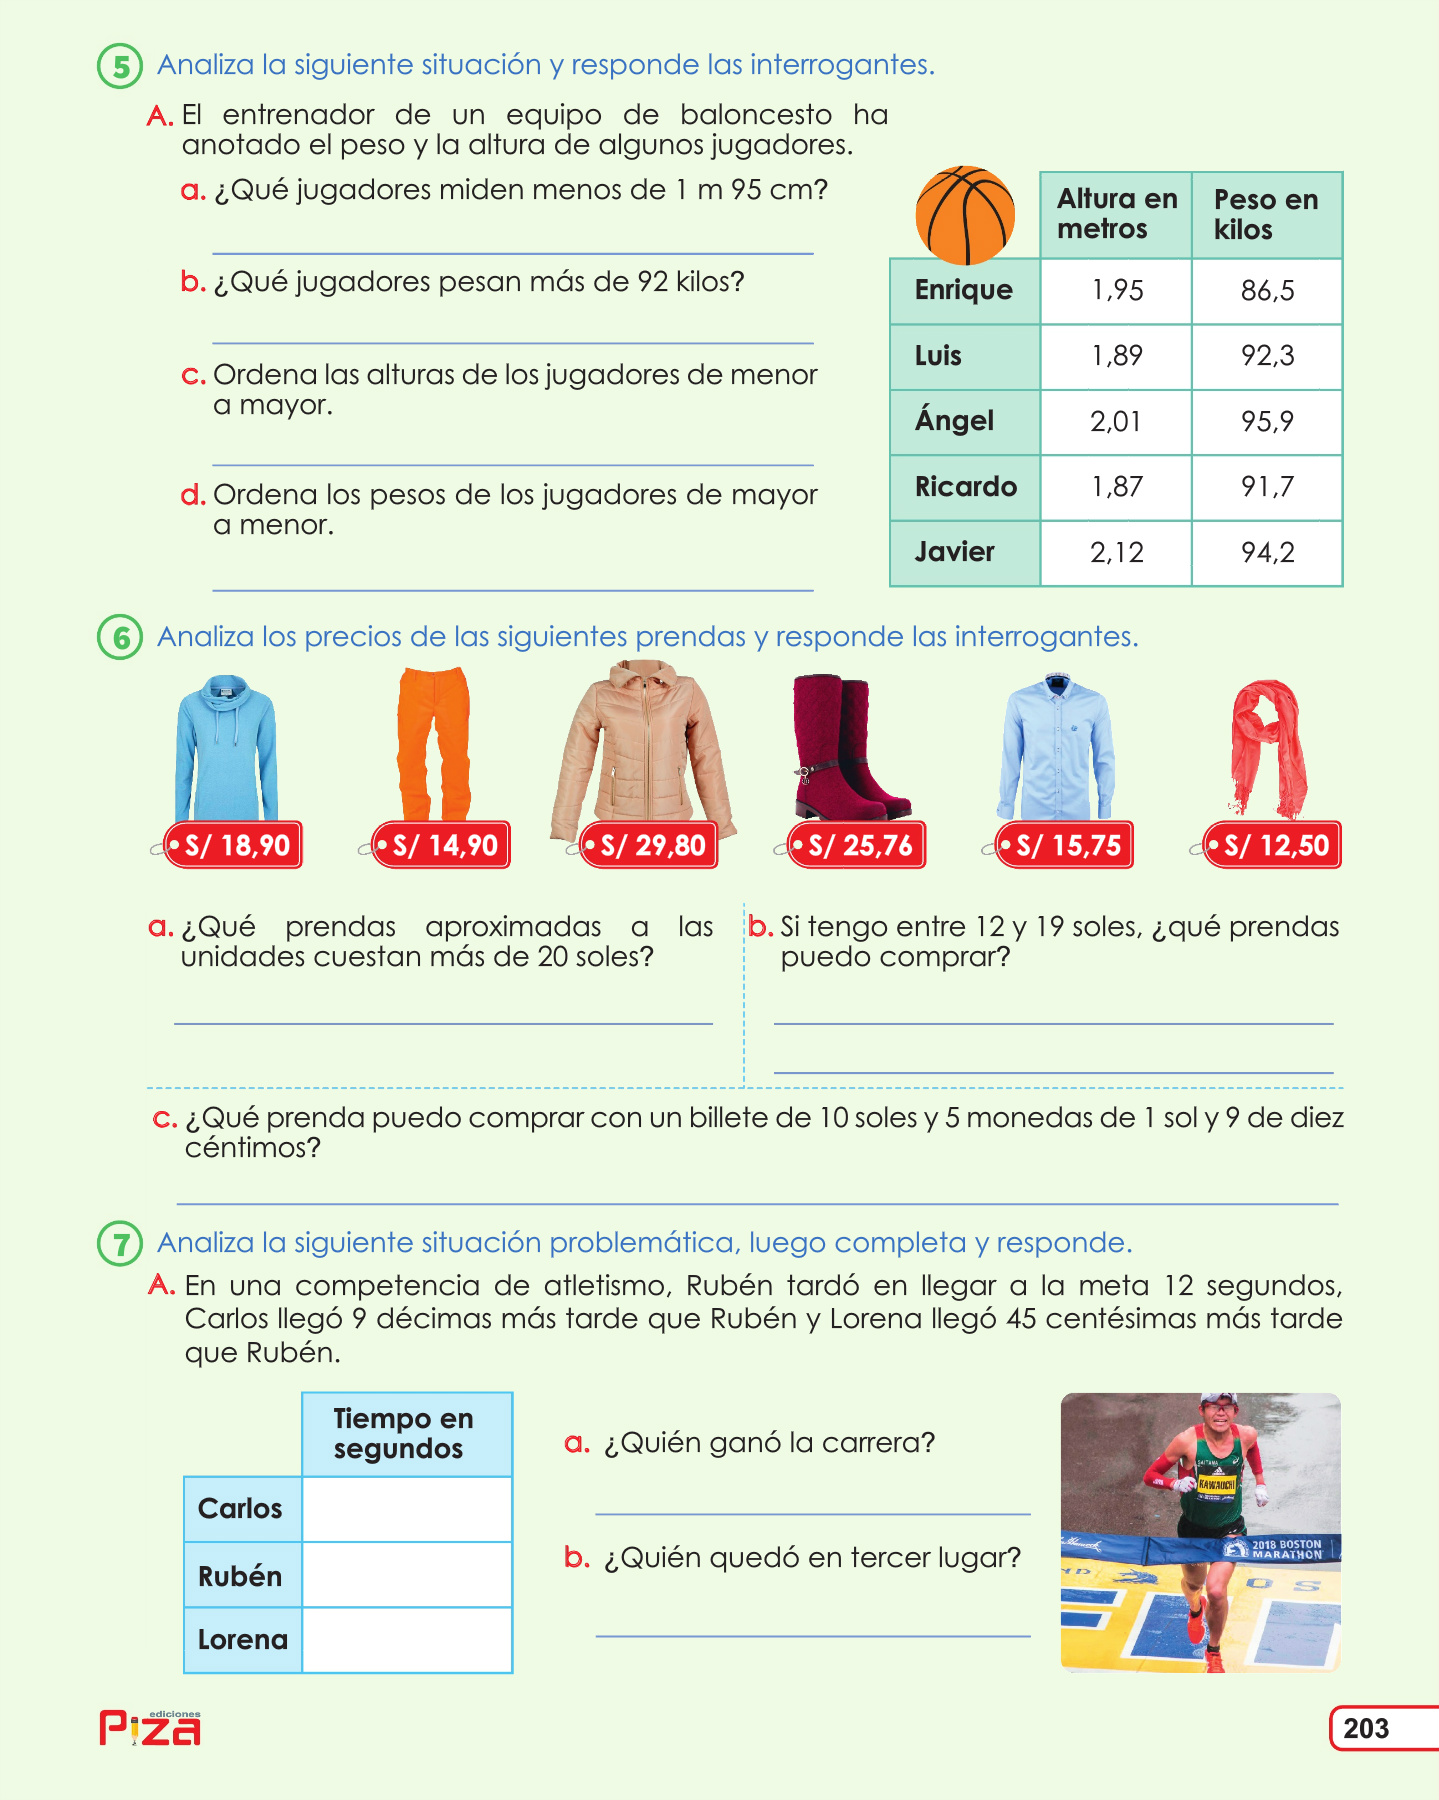 5 Analiza la siguiente situación y responde las interrogantes.
A. El entrenador de un equipo de baloncesto ha
anotado el peso y la altura de algunos jugadores.
a. ¿Qué jugadores miden menos de 1 m 95 cm?
b. ¿Qué jugadores pesan más de 92 kilos?
c. Ordena las alturas de los jugadores de menor
a mayor.
d. Ordena los pesos de los jugadores de mayor
a menor.
Altura en
metros
Peso en
kilos
Enrique 1,95 86,5
Luis 1,89 92,3
Ángel 2,01 95,9
Ricardo 1,87 91,7
Javier 2,12 94,2
6 Analiza los precios de las siguientes prendas y responde las interrogantes.
S/ 18,90 S/ 14,90 S/ 29,80 S/ 25,76 S/ 15,75 S/ 12,50
a. ¿Qué prendas aproximadas a las
unidades cuestan más de 20 soles?
b. Si tengo entre 12 y 19 soles, ¿qué prendas
puedo comprar?
c. ¿Qué prenda puedo comprar con un billete de 10 soles y 5 monedas de 1 sol y 9 de diez
céntimos?
7 Analiza la siguiente situación problemática, luego completa y responde.
A. En una competencia de atletismo, Rubén tardó en llegar a la meta 12 segundos,
Carlos llegó 9 décimas más tarde que Rubén y Lorena llegó 45 centésimas más tarde
que Rubén.
Tiempo en
segundos
Carlos
Rubén
Lorena
a. ¿Quién ganó la carrera?
b. ¿Quién quedó en tercer lugar?
KAWAUCHI
2018 BOSTON
MARATHON
ediciones
Piza
203